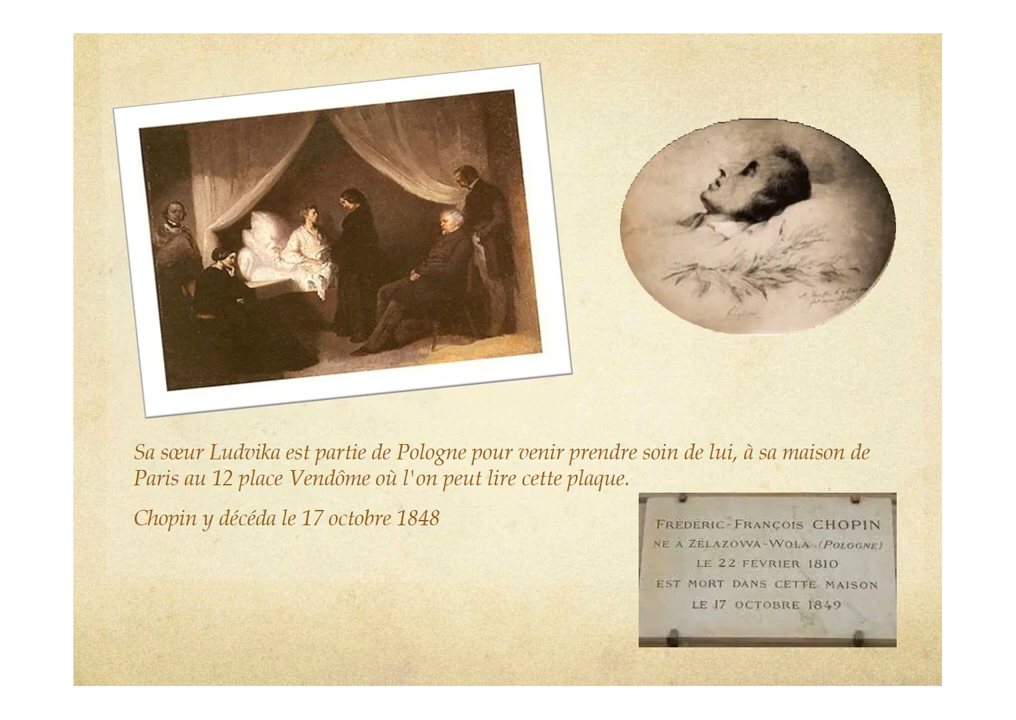 Sa sœur Ludvika est partie de Pologne pour venir prendre soin de lui, à sa maison de
Paris au 12 place Vendôme où l'on peut lire cette plaque.
Chopin y décéda le 17 octobre 1848
FRÉDÉRIC-FRANÇOIS CHOPIN
NE A ZELAZOWA-WOLA (POLOGNE)
LE 22 FÉVRIER 1810
EST MORT DANS CETTE MAISON
LE 17 OCTOBRE 1849